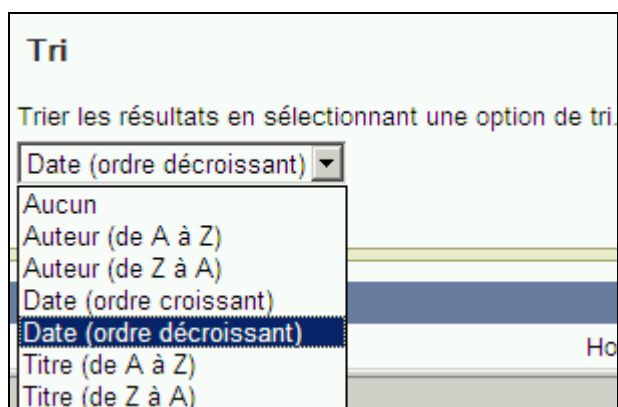 Tri
Trier les résultats en sélectionnant une option de tri.
Date (ordre décroissant)
Aucun
Auteur (de A à Z)
Auteur (de Z à A)
Date (ordre croissant)
Date (ordre décroissant)
Ho
Titre (de A à Z)
Titre (de Z à A)